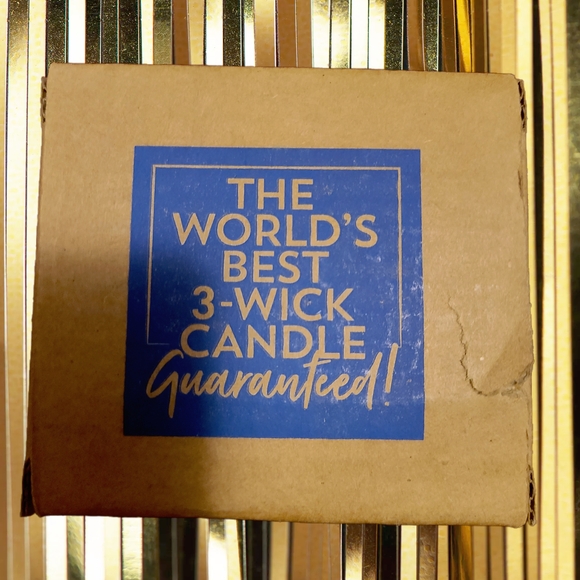 THE
WORLD'S
BEST
3-WICK
CANDLE
Guaranteed!